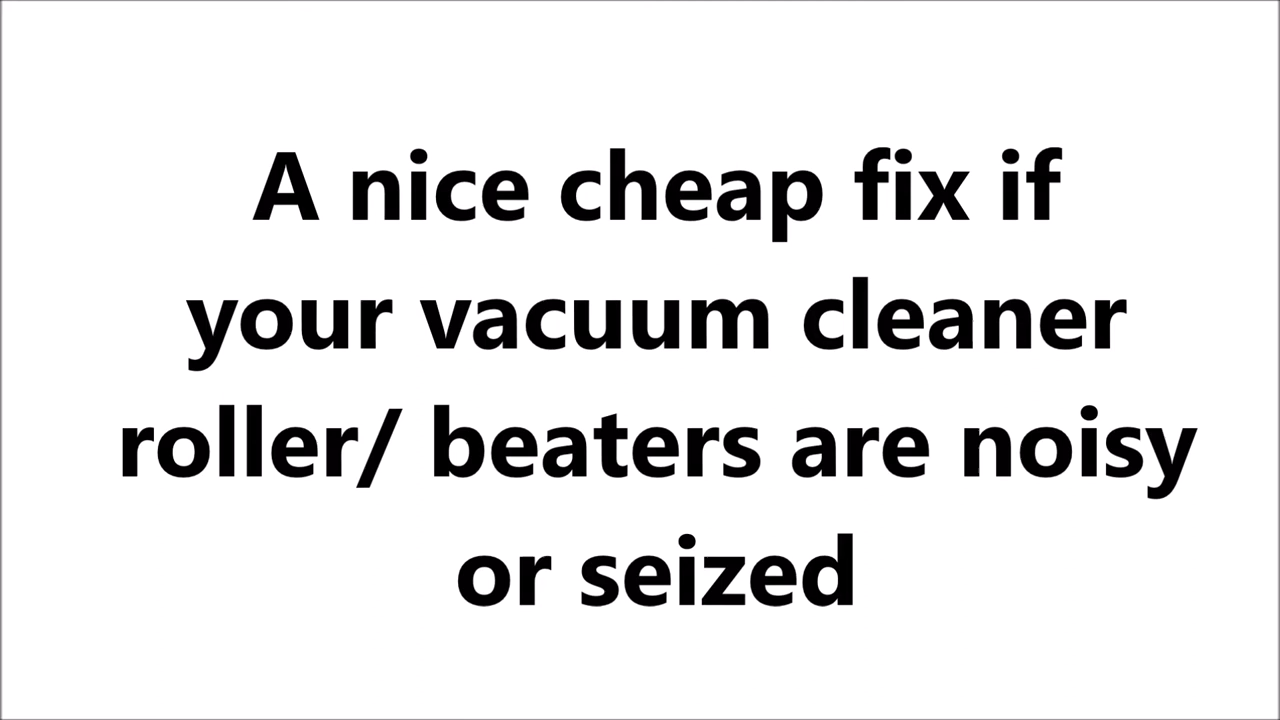 A nice cheap fix if
your vacuum cleaner
roller/ beaters are noisy
or seized